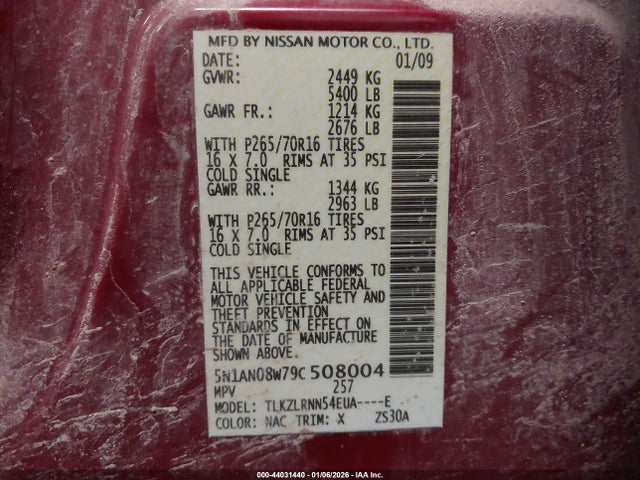 MFD BY NISSAN MOTOR CO., LTD.
DATE: 01/09
GVWR: 2449 KG
5400 LB
GAWR FR.: 1214 KG
2676 LB
WITH P265/70R16 TIRES
16 X 7.0 RIMS AT 35 PSI
COLD SINGLE
GAWR RR.: 1344 KG
2963 LB
WITH P265/70R16 TIRES
16 X 7.0 RIMS AT 35 PSI
COLD SINGLE
THIS VEHICLE CONFORMS TO
ALL APPLICABLE FEDERAL
MOTOR VEHICLE SAFETY AND
THEFT PREVENTION
STANDARDS IN EFFECT ON
THE DATE OF MANUFACTURE
SHOWN ABOVE.
5N1AN08W79C508004
MPV 257
MODEL: TLKZLRNN54EUA----E
COLOR: NAC TRIM: X ZS30A
000-44031440 - 01/06/2026 - IAA Inc.